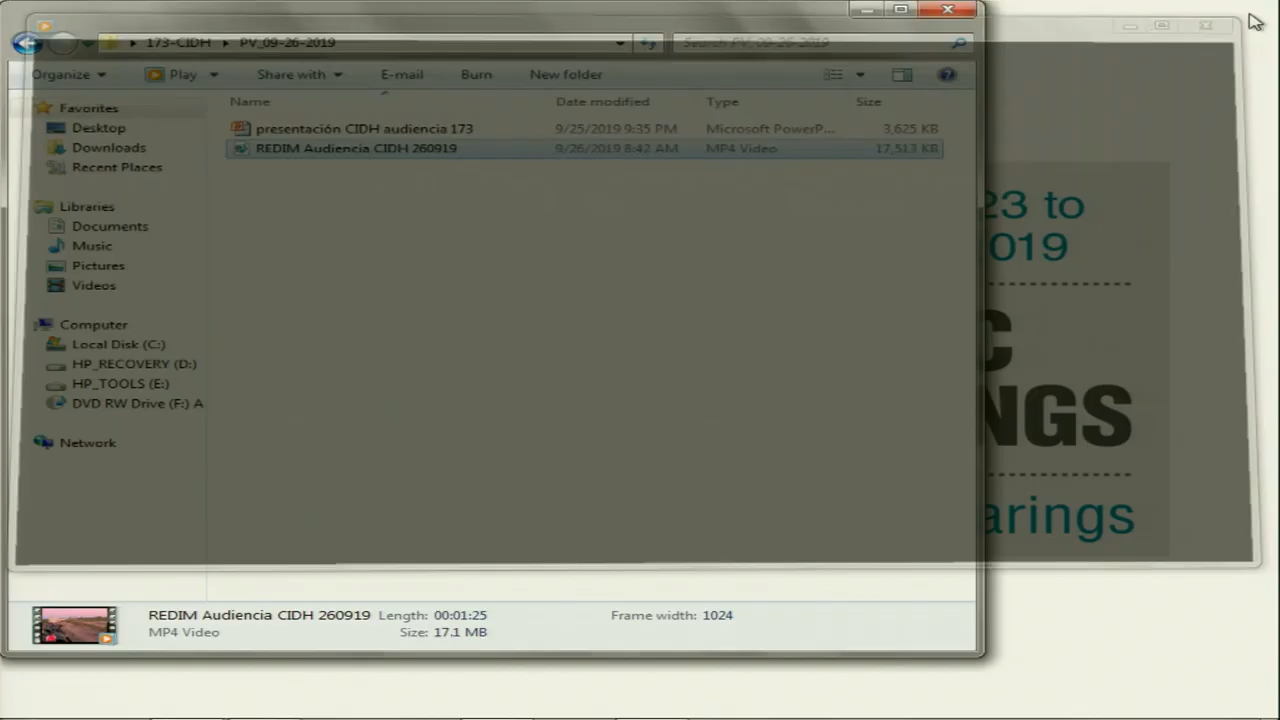 173-CIDH PV_09-26-2019 Search PV_09-26-2019
Organize Play Share with E-mail Burn New folder
Name Date modified Type Size
Favorites
Desktop
Downloads
Recent Places
Libraries
Documents
Music
Pictures
Videos
Computer
Local Disk (C:)
HP_RECOVERY (D:)
HP_TOOLS (E:)
DVD RW Drive (F:) A
Network
presentación CIDH audiencia 173 9/25/2019 9:35 PM Microsoft PowerP... 3,625 KB
REDIM Audiencia CIDH 260919 9/26/2019 8:42 AM MP4 Video 17,513 KB
23 to
019
C
NGS
arings
REDIM Audiencia CIDH 260919 Length: 00:01:25 Frame width: 1024
MP4 Video Size: 17.1 MB